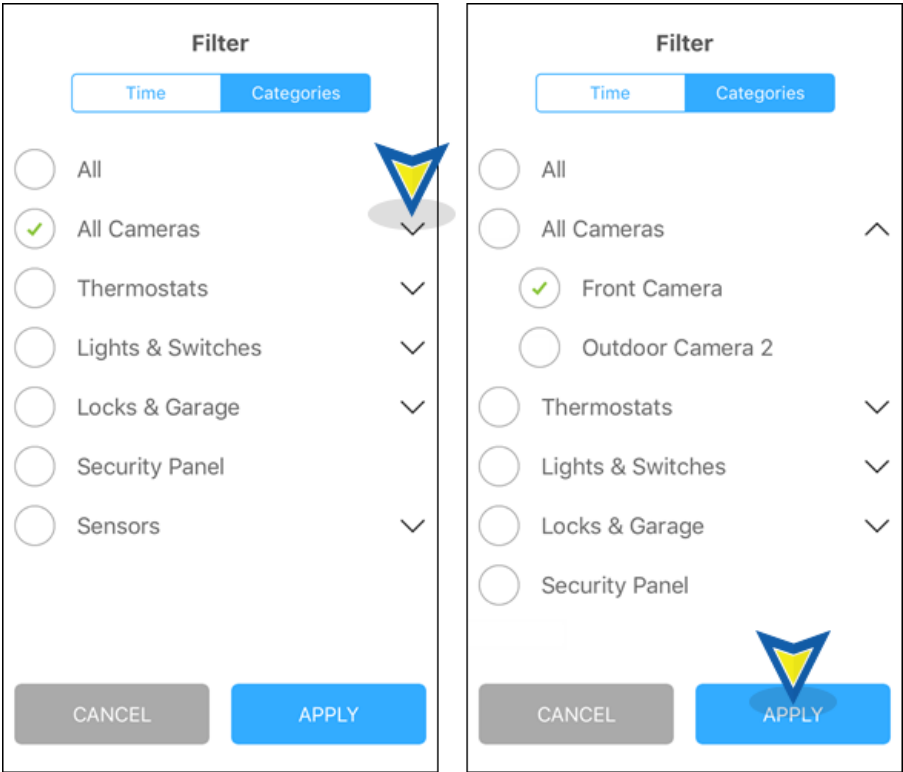 Filter
Time Categories
All
All Cameras
Thermostats
Lights & Switches
Locks & Garage
Security Panel
Sensors
CANCEL APPLY
Filter
Time Categories
All
All Cameras
Front Camera
Outdoor Camera 2
Thermostats
Lights & Switches
Locks & Garage
Security Panel
CANCEL APPLY